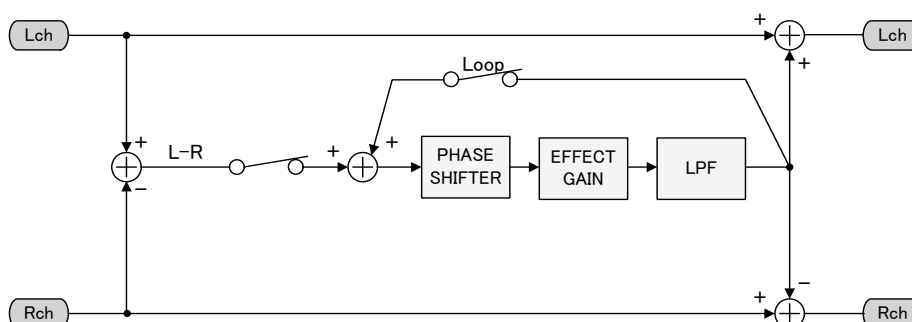 Lch
+
Lch
Loop
+
+
L-R
+
+
PHASE
SHIFTER
EFFECT
GAIN
LPF
−
−
Rch
+
Rch